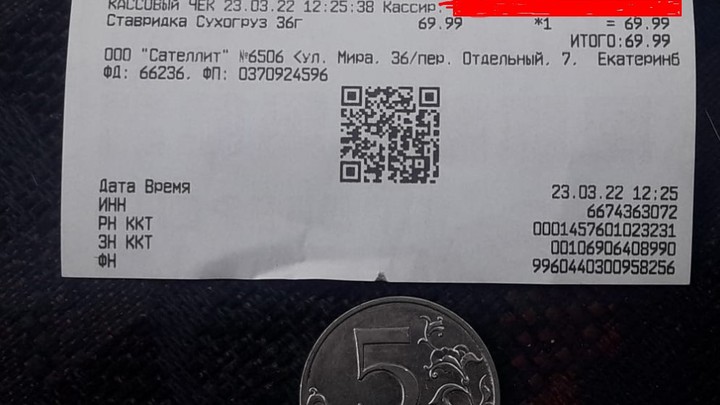 КАССОВЫЙ ЧЕК 23.03.22 12:25:38 Кассир:
Ставридка Сухогруз 36г 69.99 *1 = 69.99
ИТОГО:69.99
ООО "Сателлит" №6506 <ул. Мира, 36/пер. Отдельный, 7, Екатеринб
ФД: 66236. ФП: 0370924596
Дата Время 23.03.22 12:25
ИНН 6674363072
РН ККТ 0001457601023231
ЗН ККТ 00106906408990
ФН 9960440300958256
5